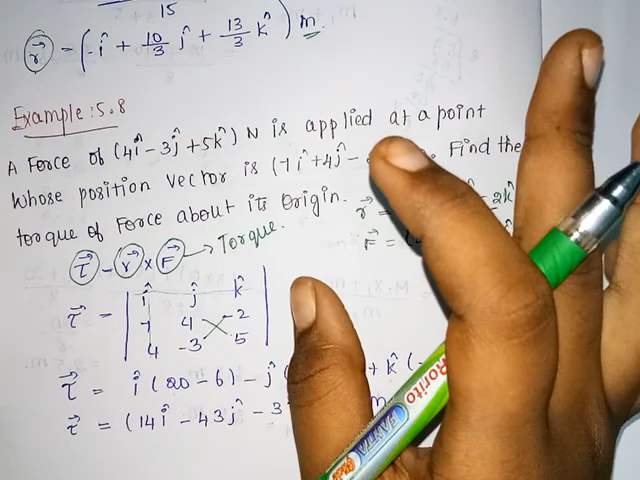 15
r⃗ = (-î + 10/3 ĵ + 13/3 k̂) m
Example: 5.8
A Force of (4î - 3ĵ + 5k̂) N is applied at a point
whose position vector is (7î + 4ĵ - Find the
torque of Force about its origin.
r⃗ = - 2k̂
τ⃗ - r⃗ × F⃗ → Torque.
F⃗ =
î ĵ k̂
τ⃗ - 7 4 -2
4 -3 5
τ⃗ = î (20 - 6) - ĵ ( + k̂ (-
τ⃗ = (14î - 43ĵ - 3 m
Rorito